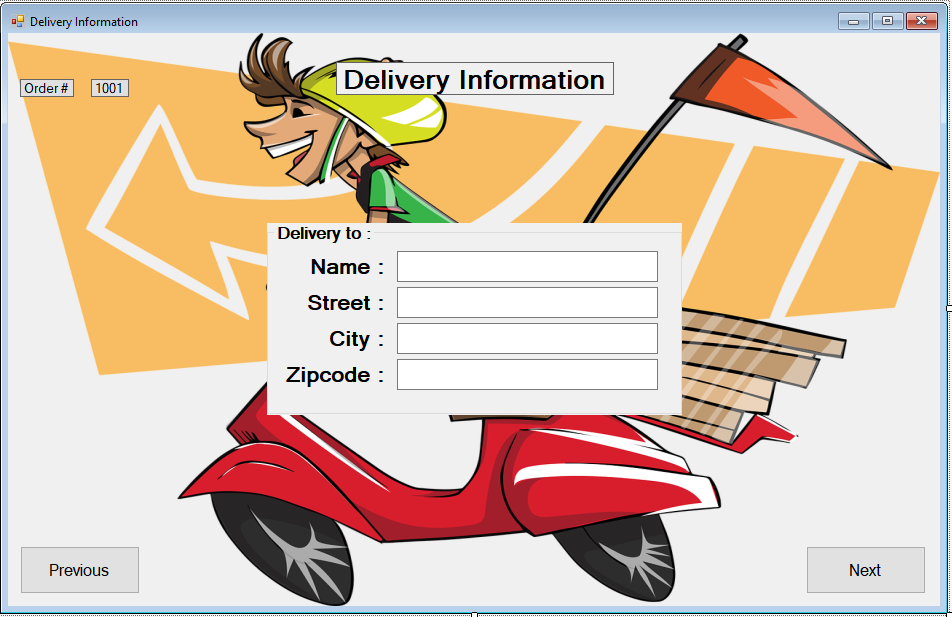 Delivery Information
Delivery Information
Order # 1001
Delivery to :
Name :
Street :
City :
Zipcode :
Previous Next